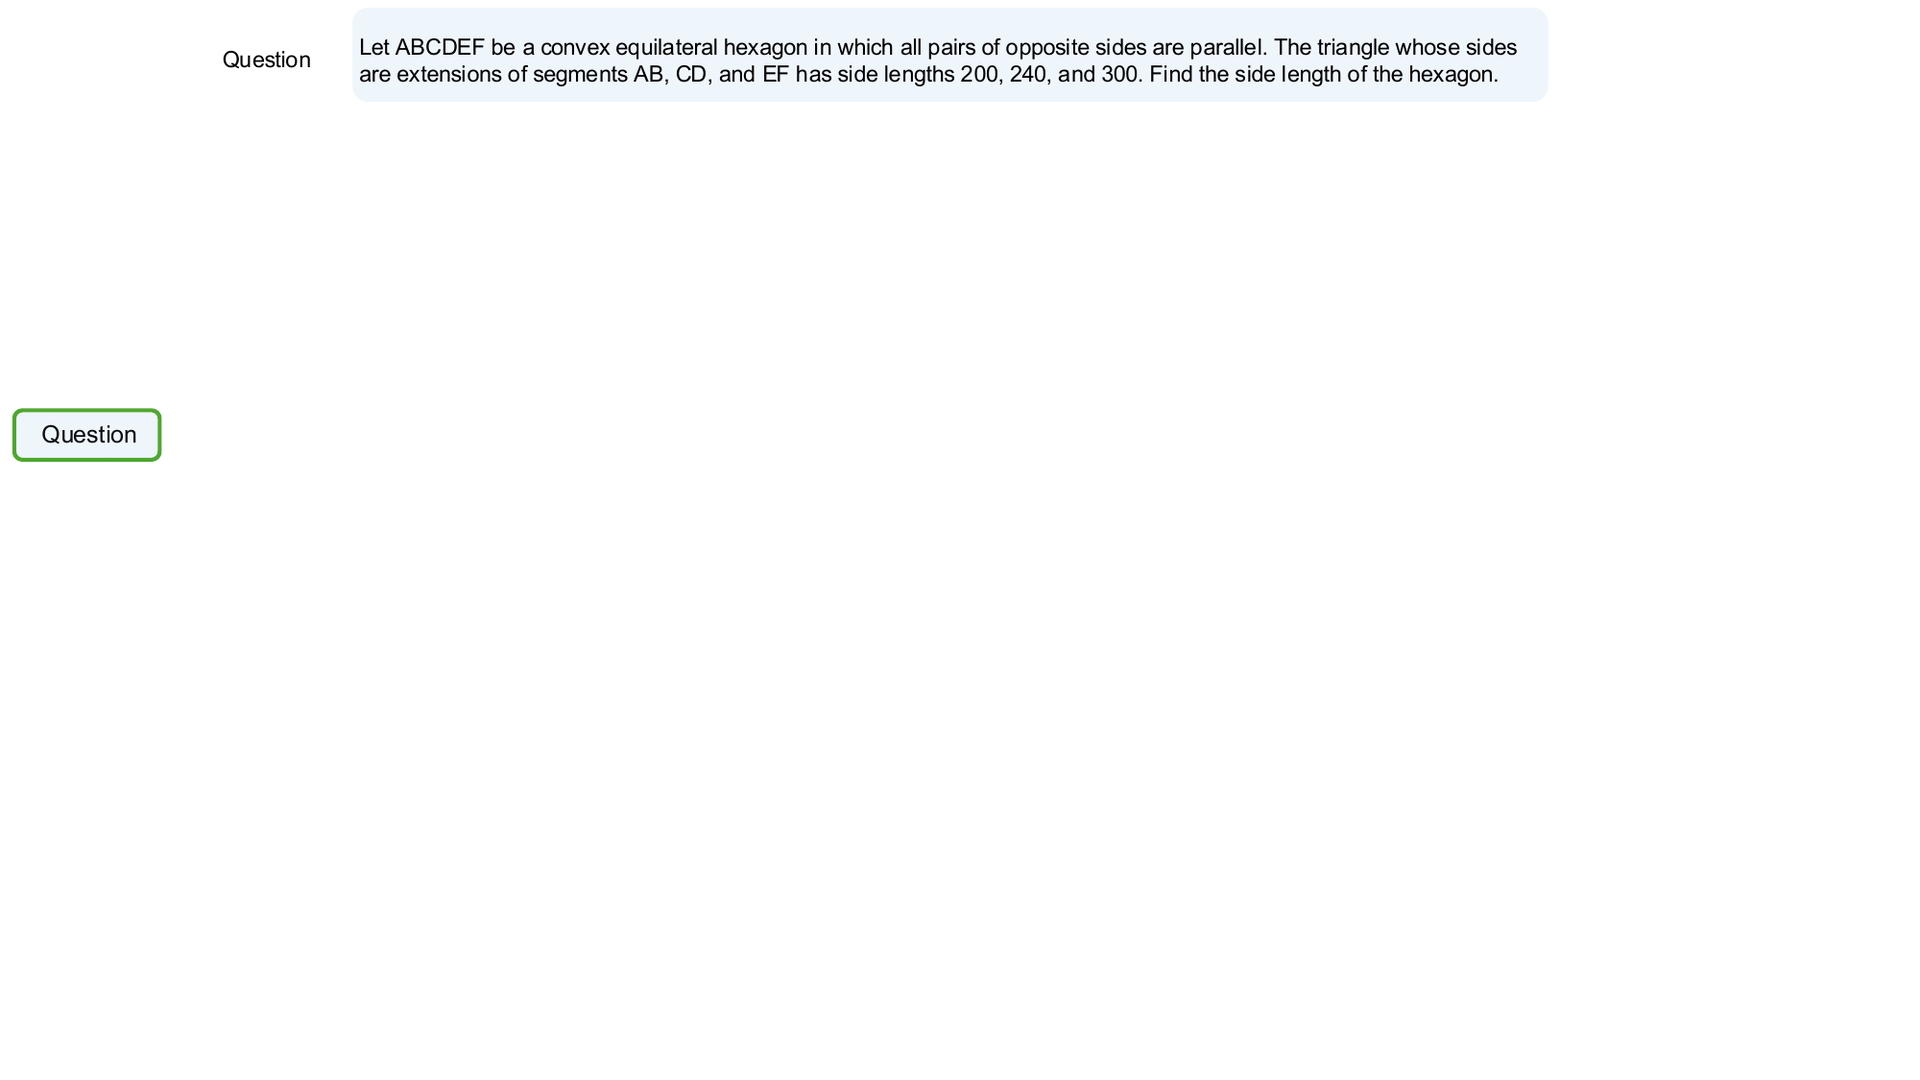 Question
Let ABCDEF be a convex equilateral hexagon in which all pairs of opposite sides are parallel. The triangle whose sides
are extensions of segments AB, CD, and EF has side lengths 200, 240, and 300. Find the side length of the hexagon.
Question